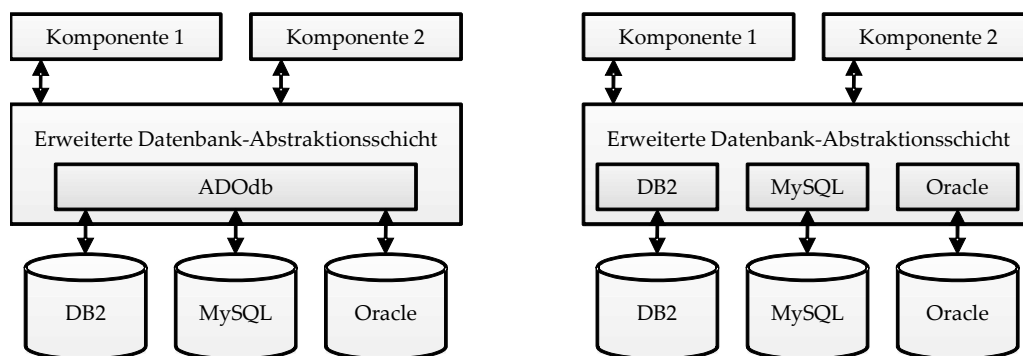 Komponente 1
Komponente 2
Erweiterte Datenbank-Abstraktionsschicht
ADOdb
DB2
MySQL
Oracle
Komponente 1
Komponente 2
Erweiterte Datenbank-Abstraktionsschicht
DB2
MySQL
Oracle
DB2
MySQL
Oracle